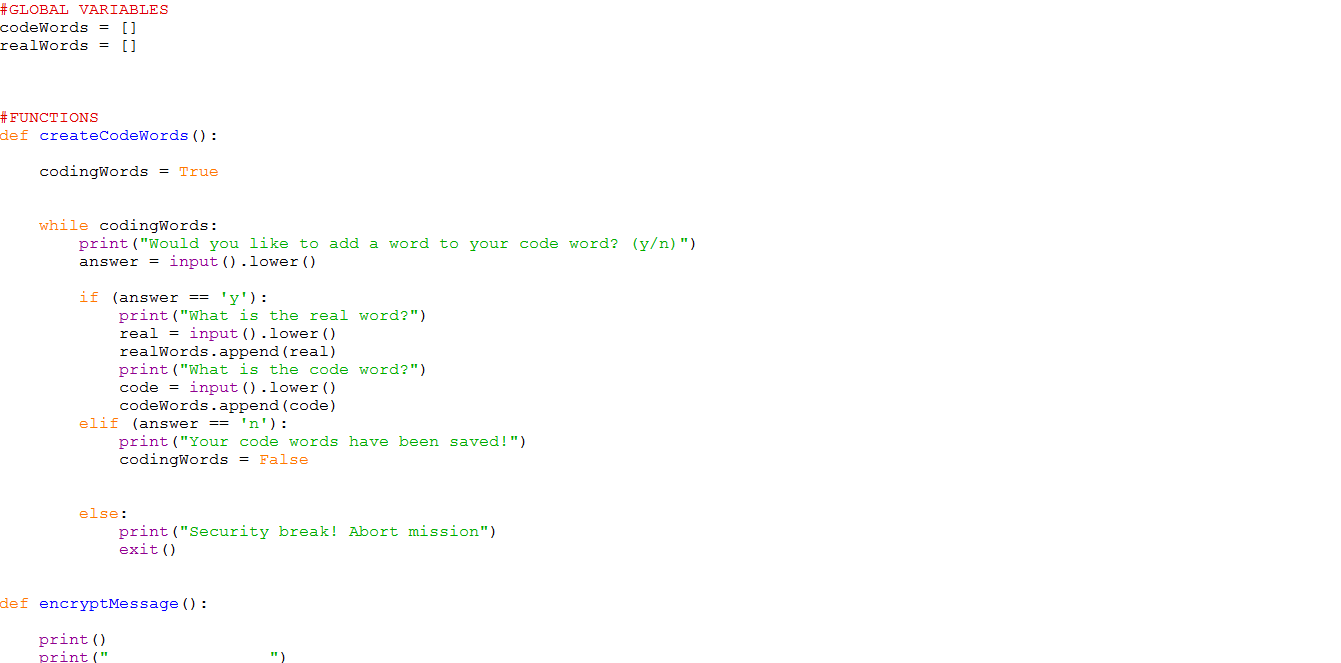 #GLOBAL VARIABLES
codeWords = []
realWords = []
#FUNCTIONS
def createCodeWords():
    codingWords = True
    while codingWords:
        print("Would you like to add a word to your code word? (y/n)")
        answer = input().lower()
        if (answer == 'y'):
            print("What is the real word?")
            real = input().lower()
            realWords.append(real)
            print("What is the code word?")
            code = input().lower()
            codeWords.append(code)
        elif (answer == 'n'):
            print("Your code words have been saved!")
            codingWords = False
        else:
            print("Security break! Abort mission")
            exit()
def encryptMessage():
    print()
    print("                ")